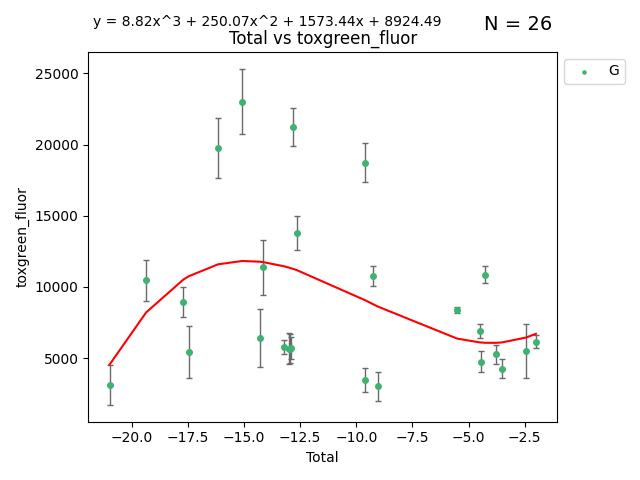 y = 8.82x^3 + 250.07x^2 + 1573.44x + 8924.49
N = 26
Total vs toxgreen_fluor
G
25000
20000
15000
10000
5000
toxgreen_fluor
−20.0 −17.5 −15.0 −12.5 −10.0 −7.5 −5.0 −2.5
Total